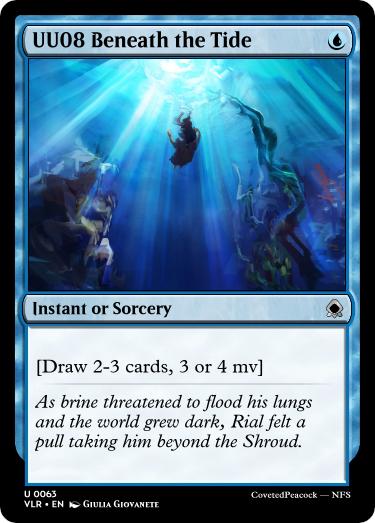 UU08 Beneath the Tide
Instant or Sorcery
[Draw 2-3 cards, 3 or 4 mv]
As brine threatened to flood his lungs
and the world grew dark, Rial felt a
pull taking him beyond the Shroud.
U 0063
VLR • EN Giulia Giovanete
CovetedPeacock — NFS